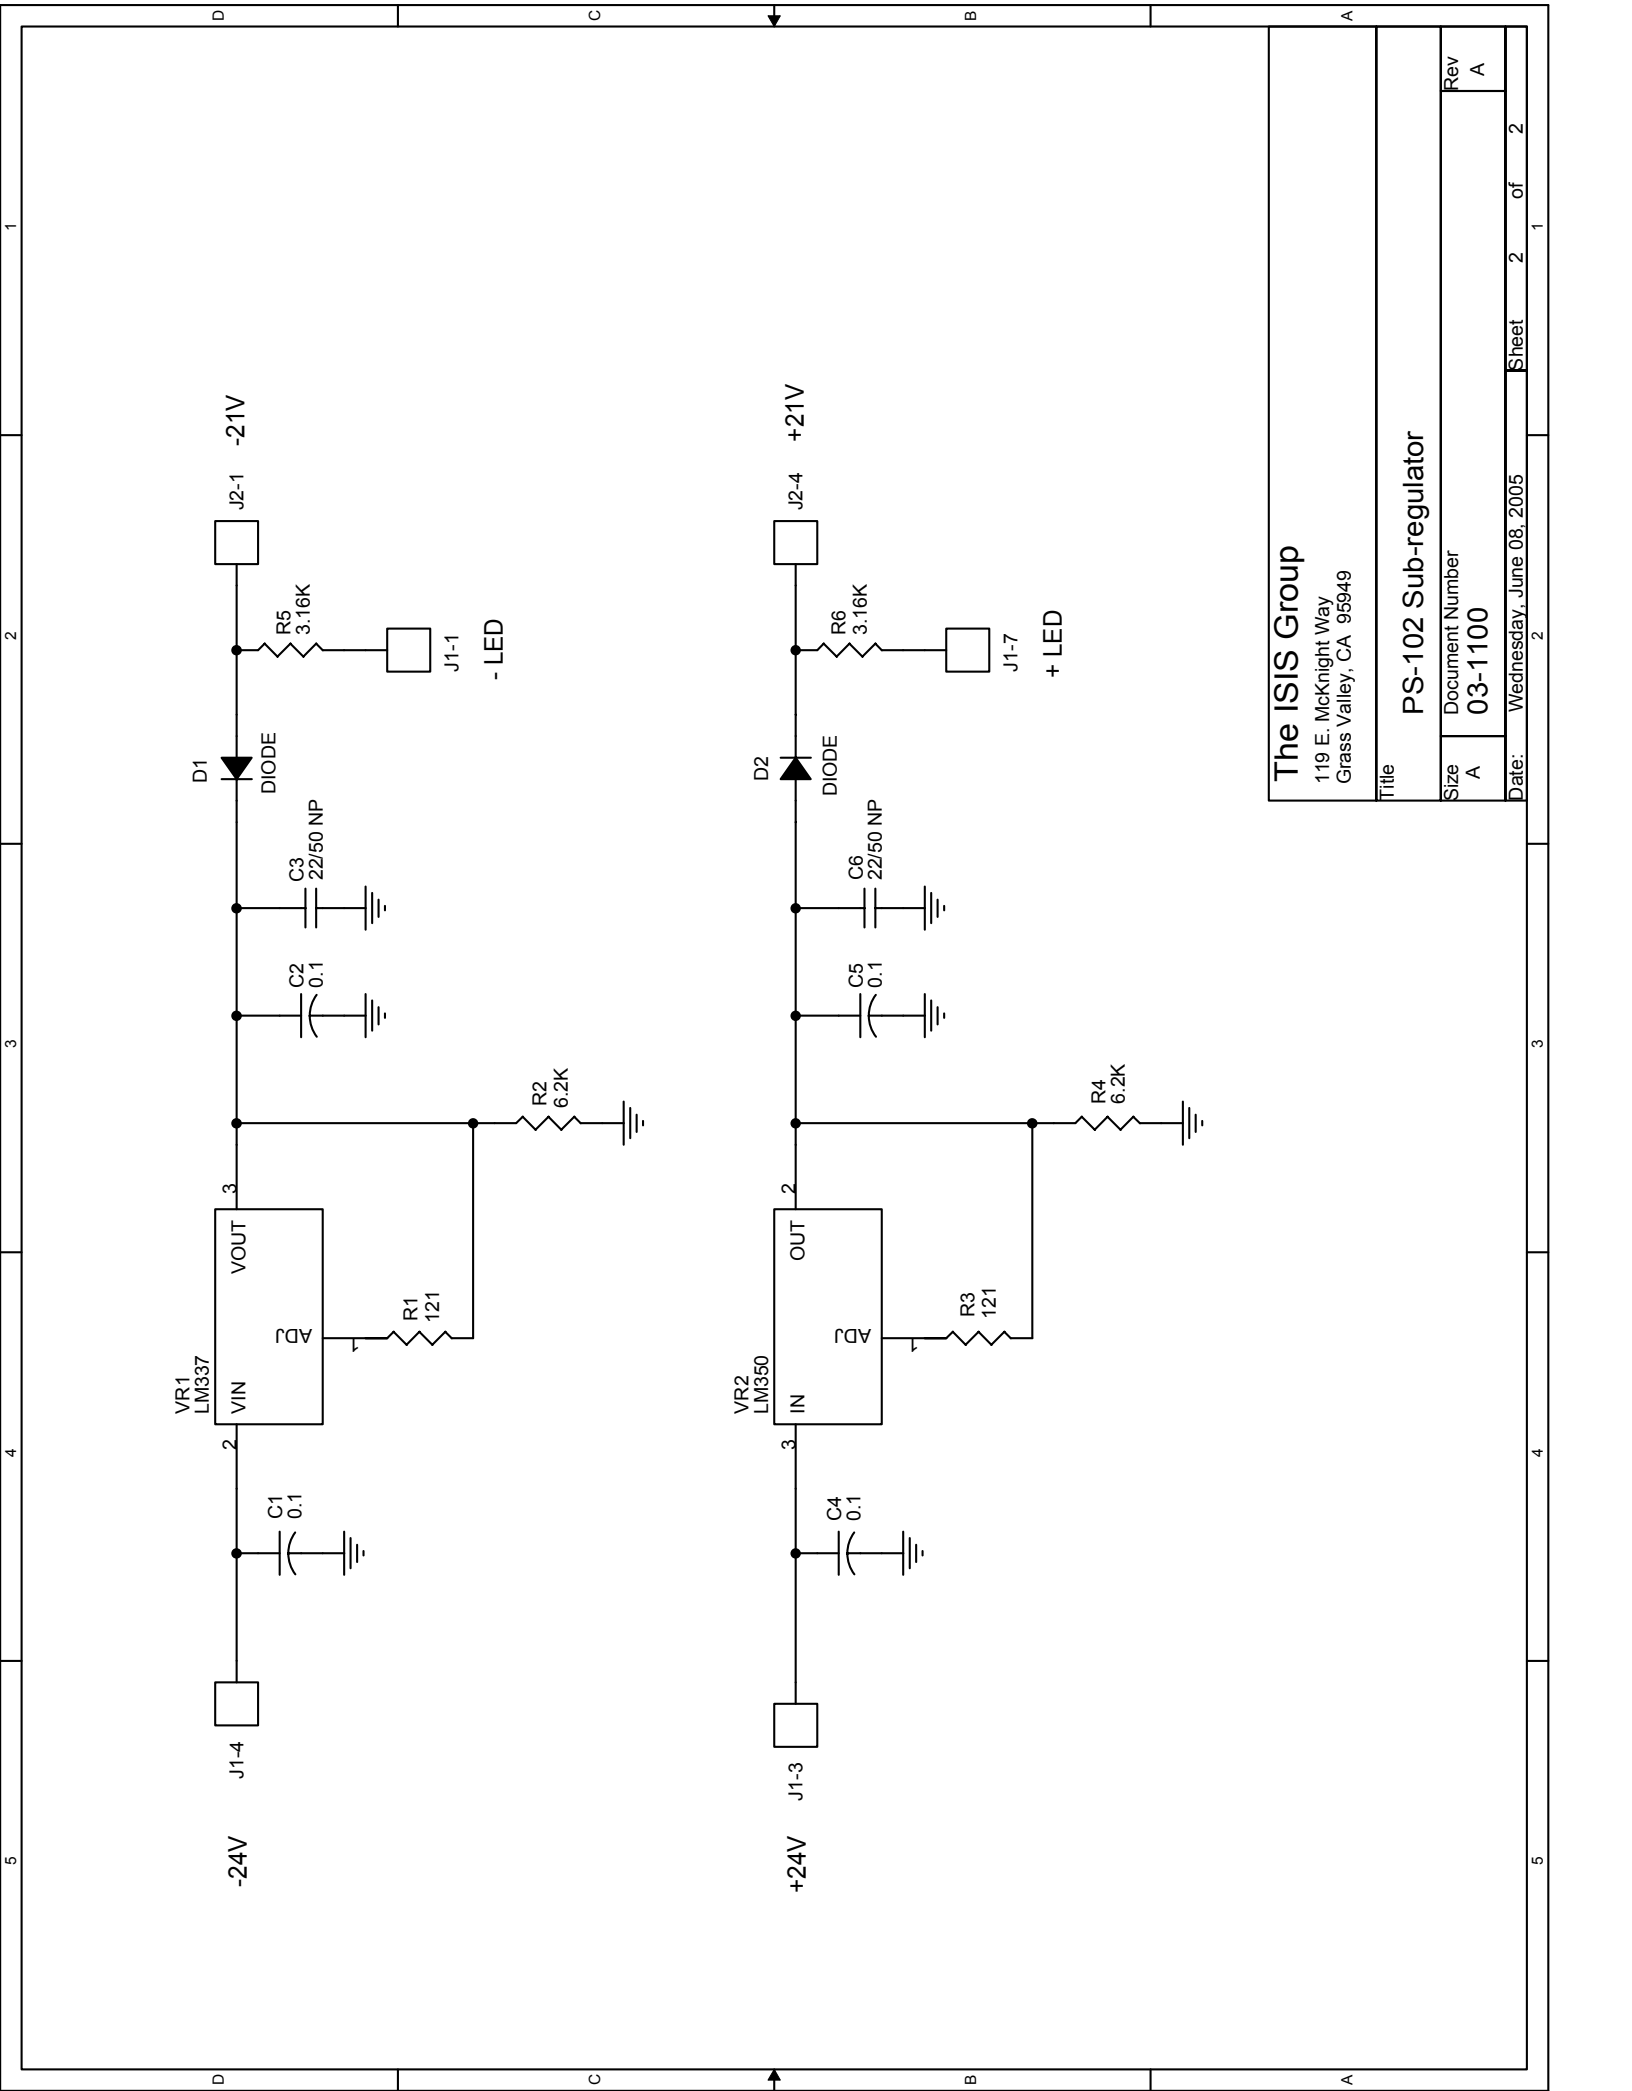 5
4
3
2
1
D
C
B
A
-24V
J1-4
C1
0.1
VR1
LM337
2
VIN
VOUT
3
ADJ
1
R1
121
R2
6.2K
C2
0.1
C3
22/50 NP
D1
DIODE
R5
3.16K
J1-1
- LED
J2-1
-21V
+24V
J1-3
C4
0.1
VR2
LM350
3
IN
OUT
2
ADJ
1
R3
121
R4
6.2K
C5
0.1
C6
22/50 NP
D2
DIODE
R6
3.16K
J1-7
+ LED
J2-4
+21V
The ISIS Group
119 E. McKnight Way
Grass Valley, CA 95949
Title
PS-102 Sub-regulator
Size Document Number Rev
A 03-1100 A
Date: Wednesday, June 08, 2005 Sheet 2 of 2
D
C
B
A
5
4
3
2
1